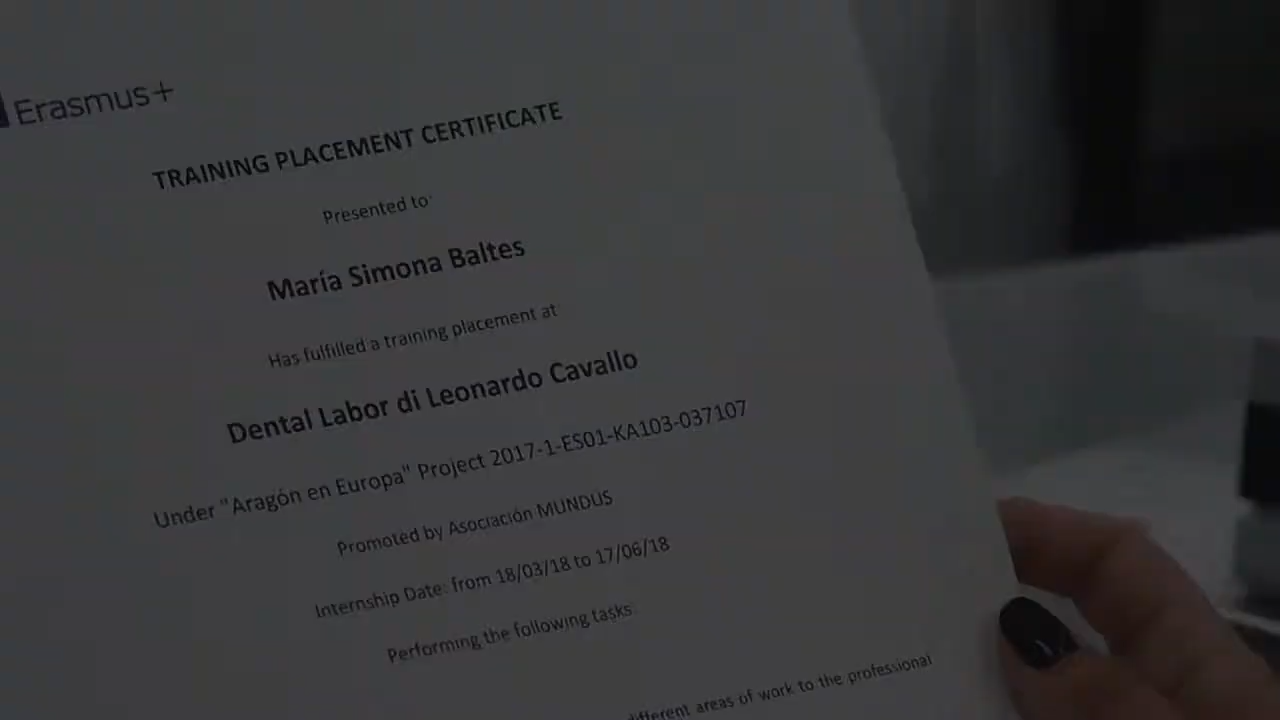 Erasmus+
TRAINING PLACEMENT CERTIFICATE
Presented to:
María Simona Baltes
Has fulfilled a training placement at
Dental Labor di Leonardo Cavallo
Under "Aragón en Europa" Project 2017-1-ES01-KA103-037107
Promoted by Asociación MUNDUS
Internship Date: from 18/03/18 to 17/06/18
Performing the following tasks:
different areas of work to the professional